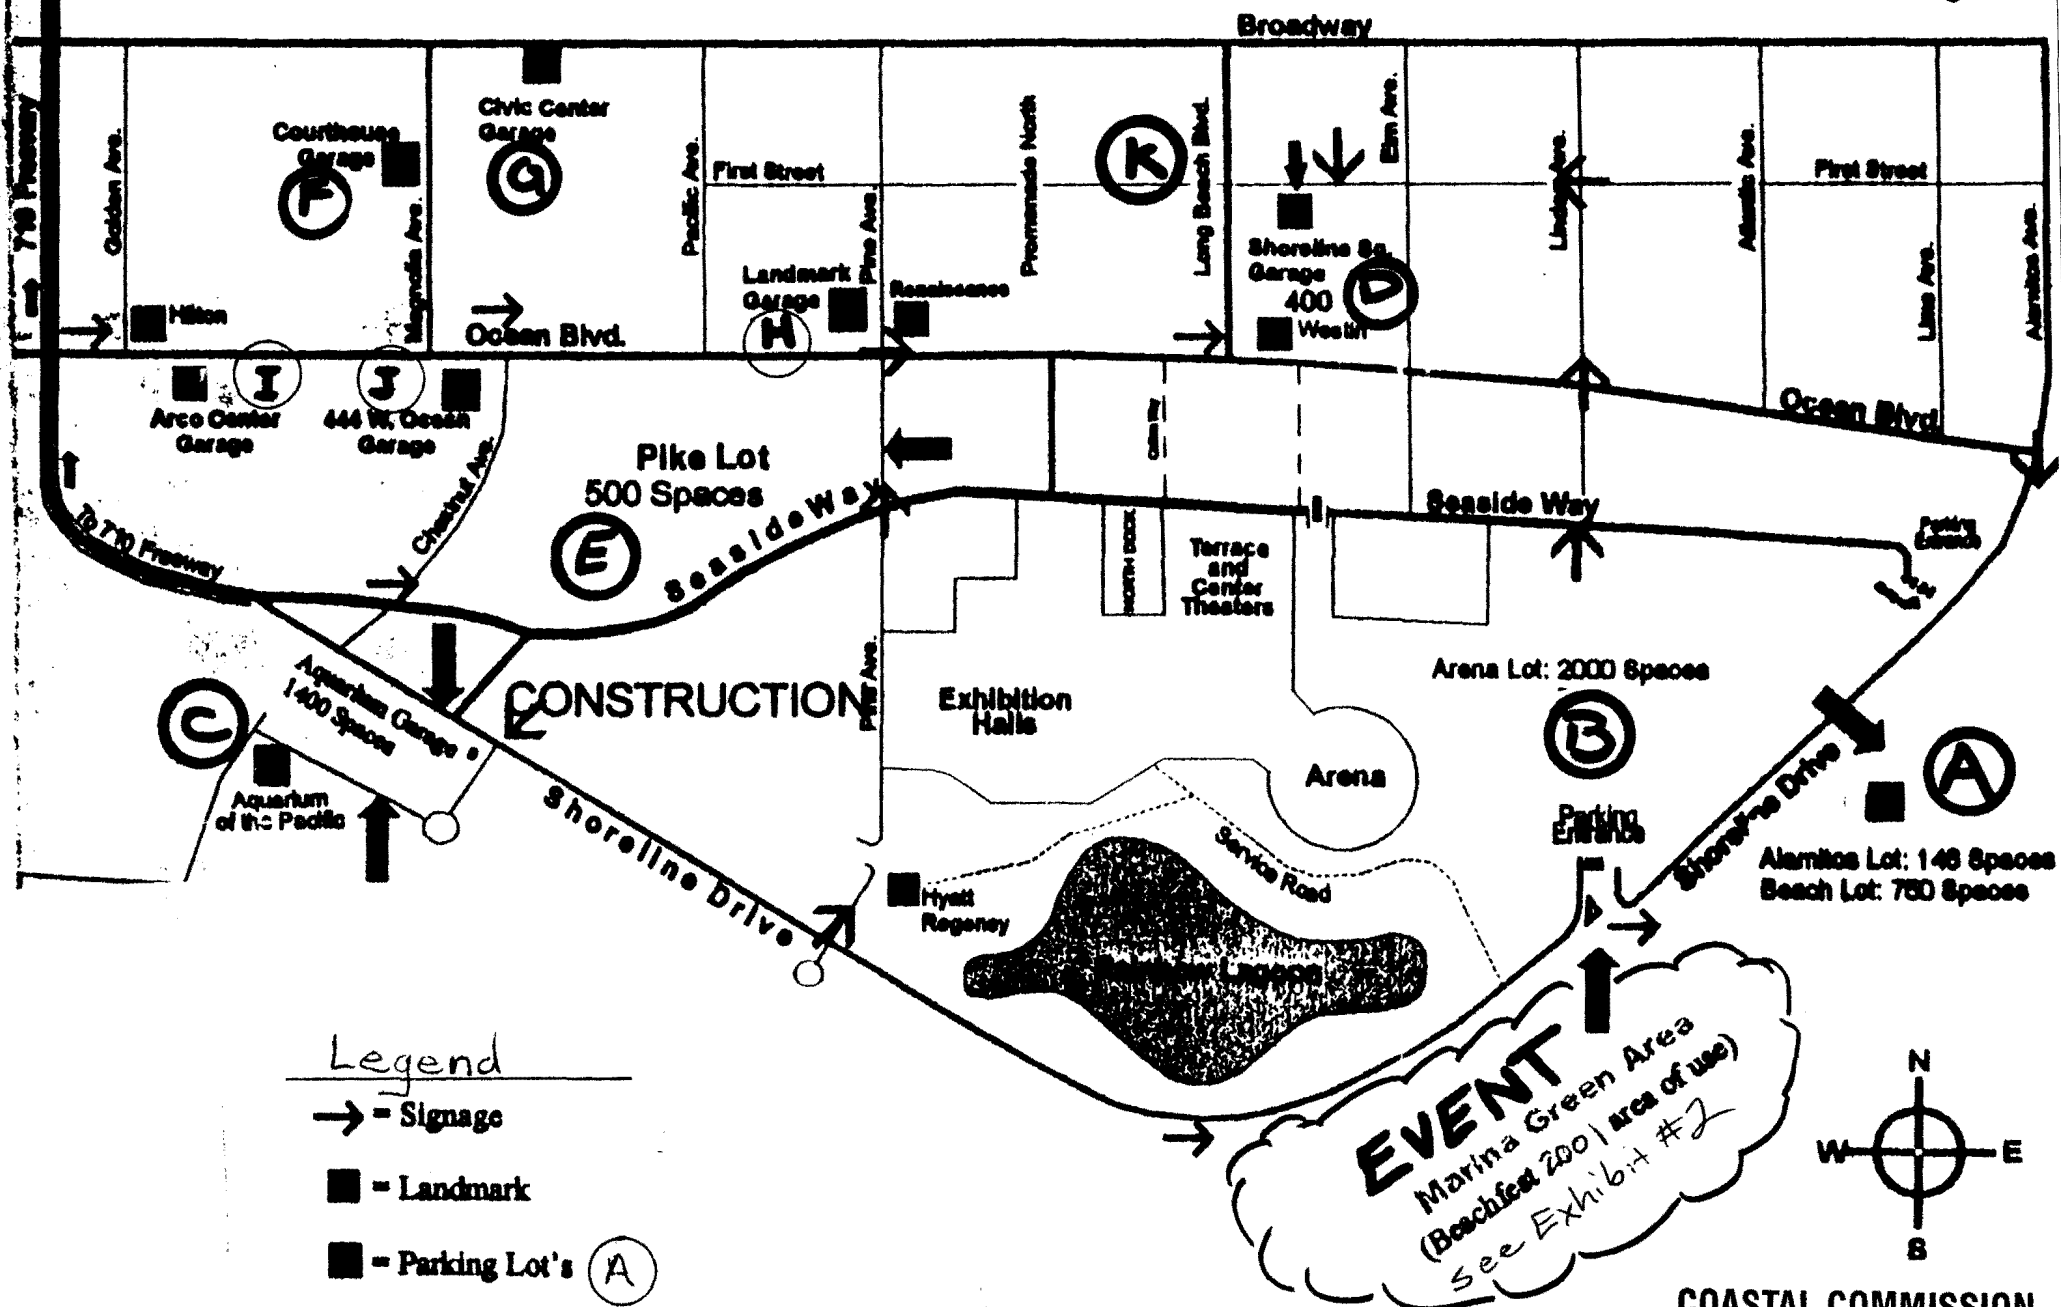 Broadway
710 Freeway
Golden Ave.
Courthouse
Garage
F
Magnolia Ave.
Civic Center
Garage
G
Pacific Ave.
First Street
Pine Ave.
Promenade North
K
Long Beach Blvd.
Elm Ave.
Linden Ave.
Atlantic Ave.
First Street
Lime Ave.
Alamitos Ave.
Shoreline Sq.
Garage
400
D
Westin
Hilton
Landmark
Garage
H
Renaissance
Ocean Blvd.
Arco Center
Garage
I
J
444 W. Ocean
Garage
Chestnut Ave.
Pike Lot
500 Spaces
E
Seaside Way
Ocean Blvd.
Seaside Way
Parking
Entrance
To 710 Freeway
NORTH DOCK
Terrace
and
Center
Theaters
Aquarium Garage
1400 Spaces
C
Aquarium
of the Pacific
CONSTRUCTION
Pine Ave.
Exhibition
Halls
Arena
Arena Lot: 2000 Spaces
B
Parking
Entrance
A
Alamitos Lot: 146 Spaces
Beach Lot: 750 Spaces
Shoreline Drive
Shoreline Drive
Hyatt
Regency
Service Road
Lagoon
EVENT
Marina Green Area
(Beachfest 2001 area of use)
See Exhibit #2
Legend
→ = Signage
■ = Landmark
■ = Parking Lot's A
N
W E
S
COASTAL COMMISSION